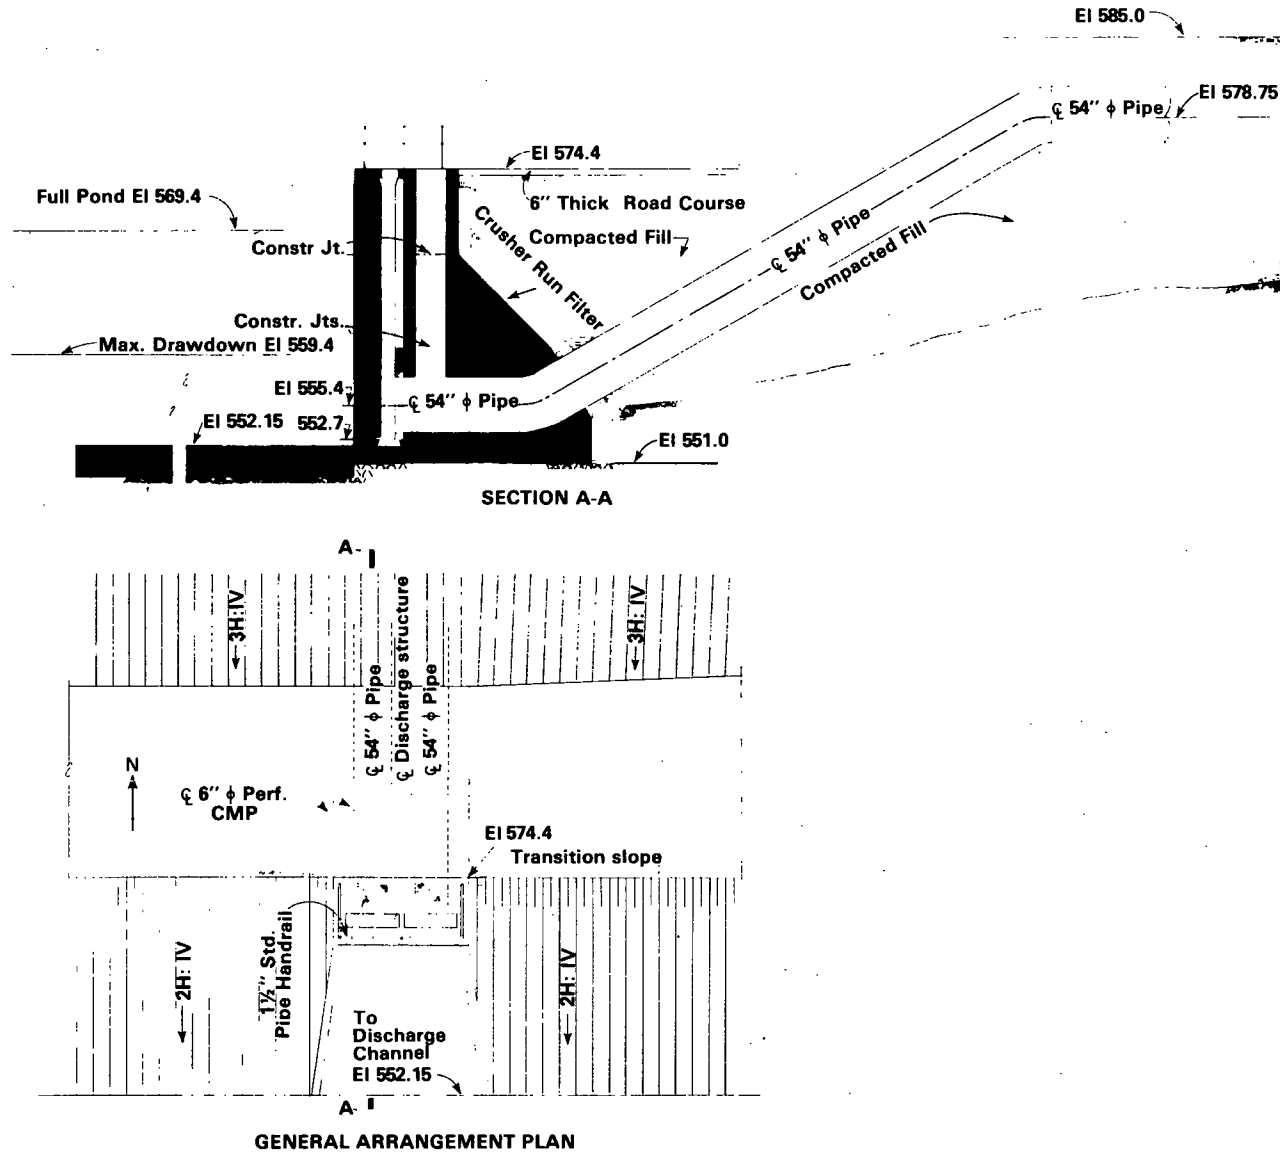 El 585.0
℄ 54″ ϕ Pipe
El 578.75
El 574.4
Full Pond El 569.4
6″ Thick Road Course
Crusher Run Filter
Compacted Fill
Constr Jt.
℄ 54″ ϕ Pipe
Compacted Fill
Constr. Jts.
Max. Drawdown El 559.4
El 555.4
℄ 54″ ϕ Pipe
El 552.15
552.7
El 551.0
SECTION A-A
A-
3H:IV
℄ 54″ ϕ Pipe
℄ Discharge structure
℄ 54″ ϕ Pipe
3H: IV
N
℄ 6″ ϕ Perf.
CMP
El 574.4
Transition slope
2H: IV
1½″ Std.
Pipe Handrail
2H: IV
To
Discharge
Channel
El 552.15
A-
GENERAL ARRANGEMENT PLAN